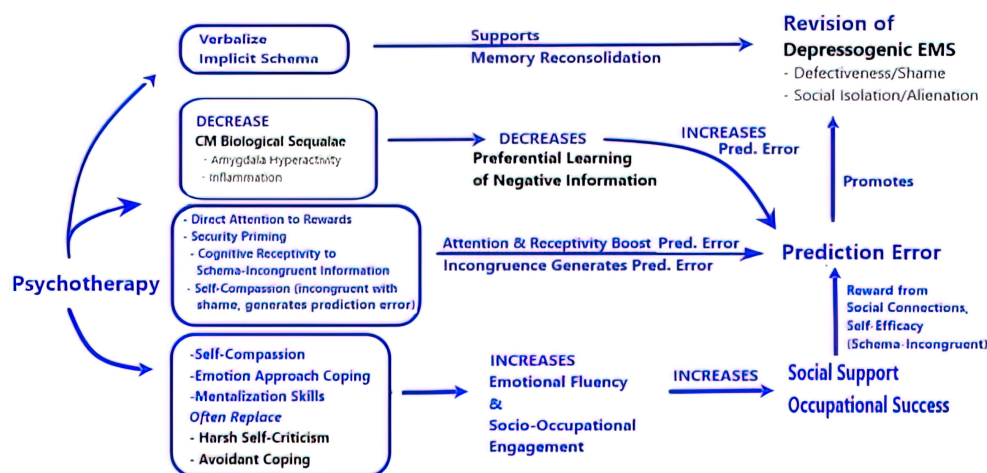 Psychotherapy
Verbalize
Implicit Schema
Supports
Memory Reconsolidation
Revision of
Depressogenic EMS
- Defectiveness/Shame
- Social Isolation/Alienation
DECREASE
CM Biological Sequalae
- Amygdala Hyperactivity
- Inflammation
DECREASES
Preferential Learning
of Negative Information
INCREASES
Pred. Error
Promotes
- Direct Attention to Rewards
- Security Priming
- Cognitive Receptivity to
Schema-Incongruent Information
- Self-Compassion (incongruent with
shame, generates prediction error)
Attention & Receptivity Boost Pred. Error
Incongruence Generates Pred. Error
Prediction Error
Reward from
Social Connections,
Self-Efficacy
(Schema-Incongruent)
-Self-Compassion
-Emotion Approach Coping
-Mentalization Skills
Often Replace
- Harsh Self-Criticism
- Avoidant Coping
INCREASES
Emotional Fluency
&
Socio-Occupational
Engagement
INCREASES
Social Support
Occupational Success